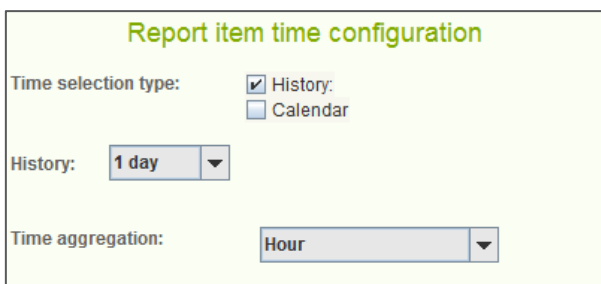 Report item time configuration
Time selection type: History:
Calendar
History: 1 day
Time aggregation: Hour